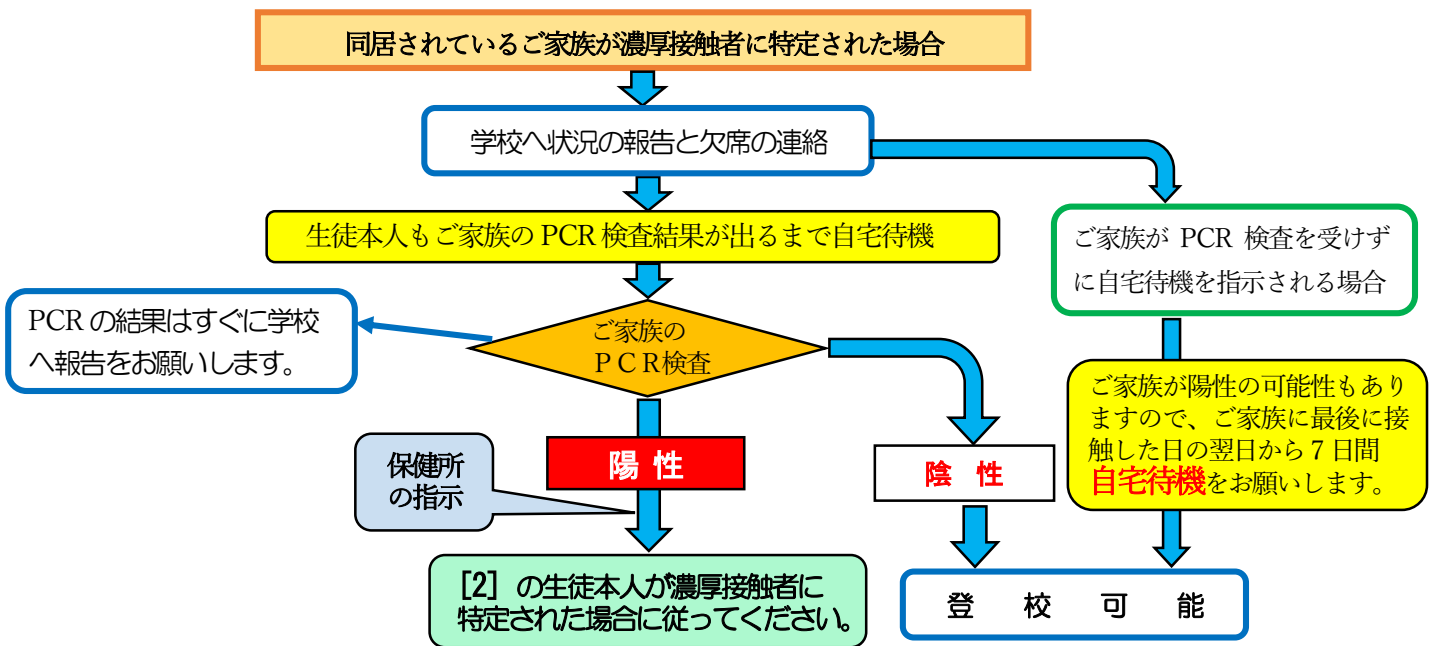 同居されているご家族が濃厚接触者に特定された場合
学校へ状況の報告と欠席の連絡
生徒本人もご家族の PCR 検査結果が出るまで自宅待機
ご家族が PCR 検査を受けず
に自宅待機を指示される場合
PCR の結果はすぐに学校
へ報告をお願いします。
ご家族の
ＰＣＲ検査
ご家族が陽性の可能性もあり
ますので、ご家族に最後に接
触した日の翌日から 7 日間
自宅待機をお願いします。
保健所
の指示
陽 性
陰 性
[2] の生徒本人が濃厚接触者に
特定された場合に従ってください。
登 校 可 能